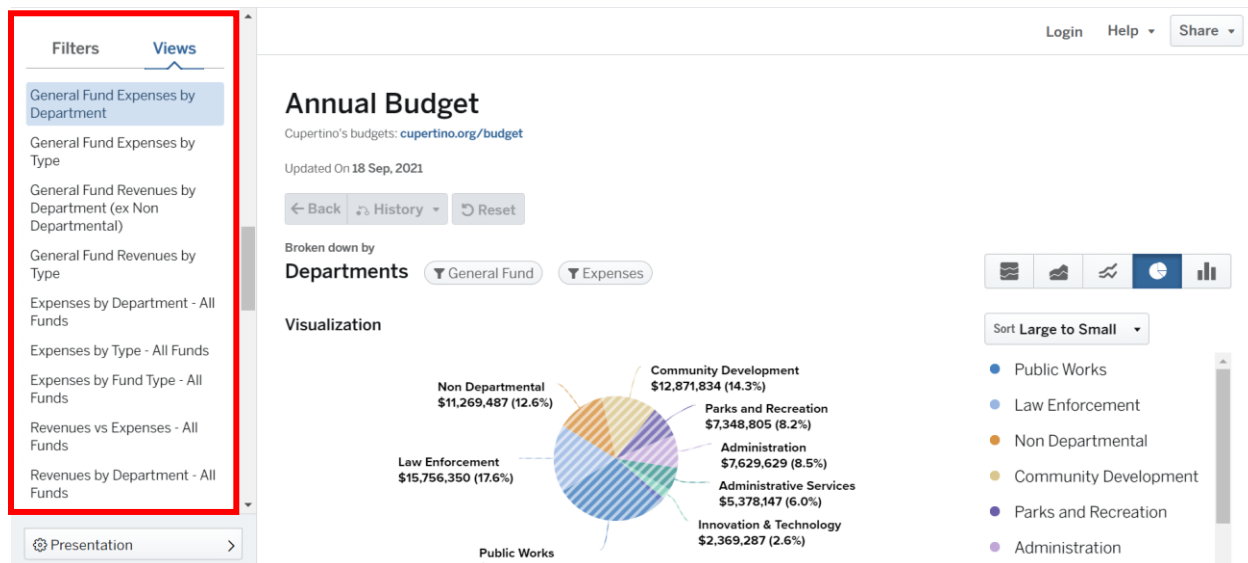 Filters Views
General Fund Expenses by
Department
General Fund Expenses by
Type
General Fund Revenues by
Department (ex Non
Departmental)
General Fund Revenues by
Type
Expenses by Department - All
Funds
Expenses by Type - All Funds
Expenses by Fund Type - All
Funds
Revenues vs Expenses - All
Funds
Revenues by Department - All
Funds
Presentation
Login Help Share
Annual Budget
Cupertino's budgets: cupertino.org/budget
Updated On 18 Sep, 2021
Back History Reset
Broken down by
Departments General Fund Expenses
Visualization
Community Development
$12,871,834 (14.3%)
Non Departmental
$11,269,487 (12.6%)
Parks and Recreation
$7,348,805 (8.2%)
Administration
$7,629,629 (8.5%)
Law Enforcement
$15,756,350 (17.6%)
Administrative Services
$5,378,147 (6.0%)
Innovation & Technology
$2,369,287 (2.6%)
Public Works
Sort Large to Small
Public Works
Law Enforcement
Non Departmental
Community Development
Parks and Recreation
Administration